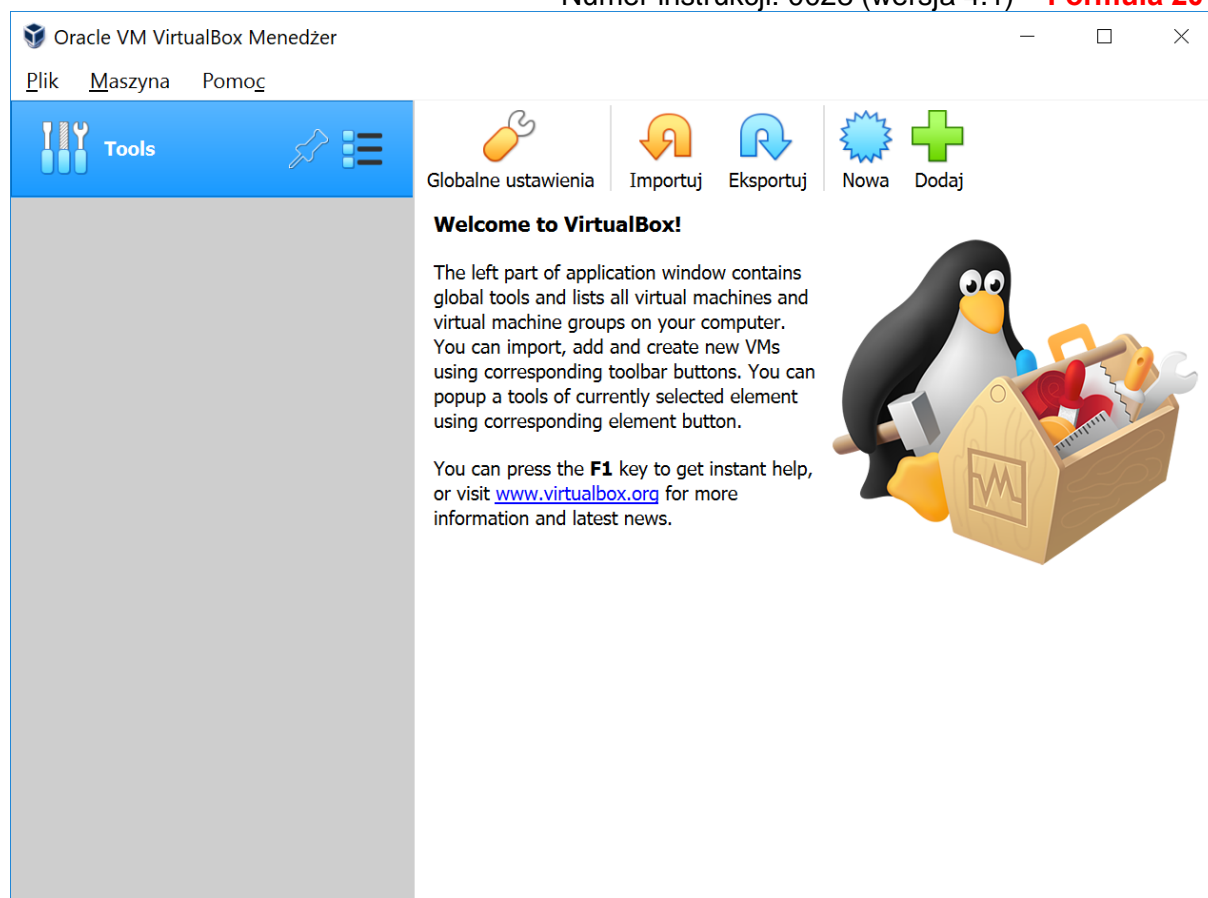 Oracle VM VirtualBox Menedżer
Plik Maszyna Pomoc
Tools
Globalne ustawienia Importuj Eksportuj Nowa Dodaj
Welcome to VirtualBox!
The left part of application window contains
global tools and lists all virtual machines and
virtual machine groups on your computer.
You can import, add and create new VMs
using corresponding toolbar buttons. You can
popup a tools of currently selected element
using corresponding element button.
You can press the F1 key to get instant help,
or visit www.virtualbox.org for more
information and latest news.